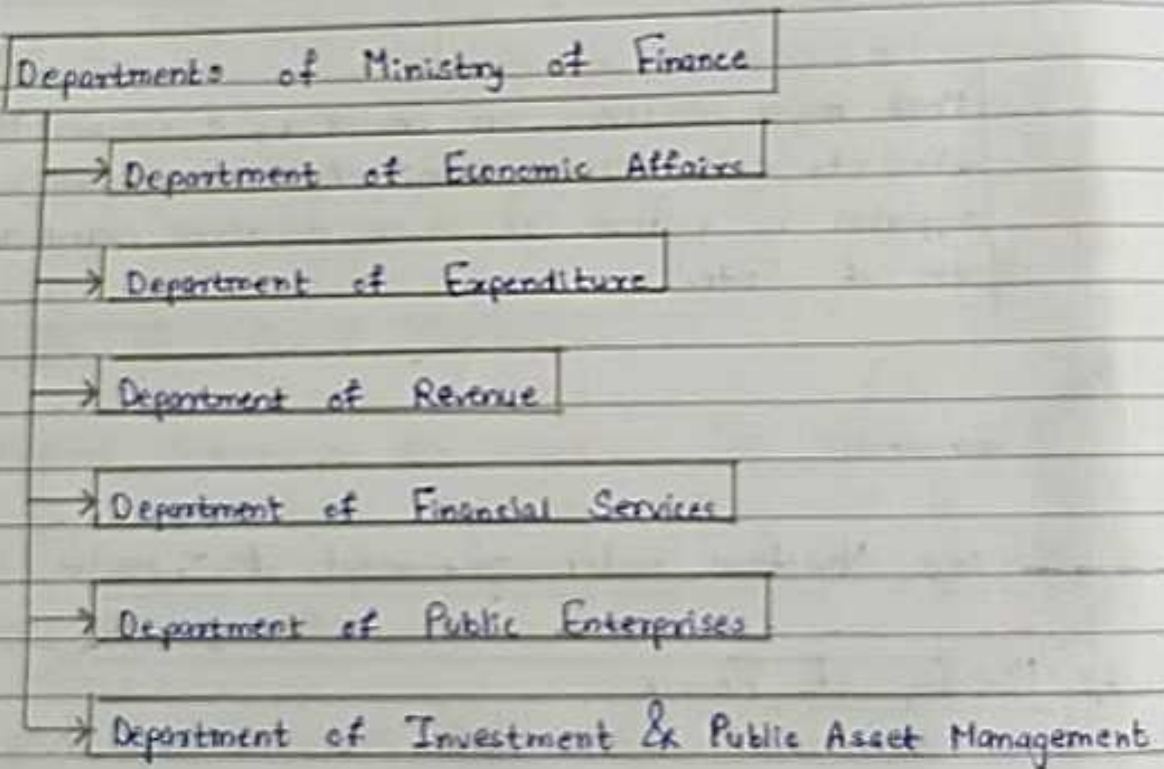 Departments of Ministry of Finance
Department of Economic Affairs
Department of Expenditure
Department of Revenue
Department of Financial Services
Department of Public Enterprises
Department of Investment & Public Asset Management